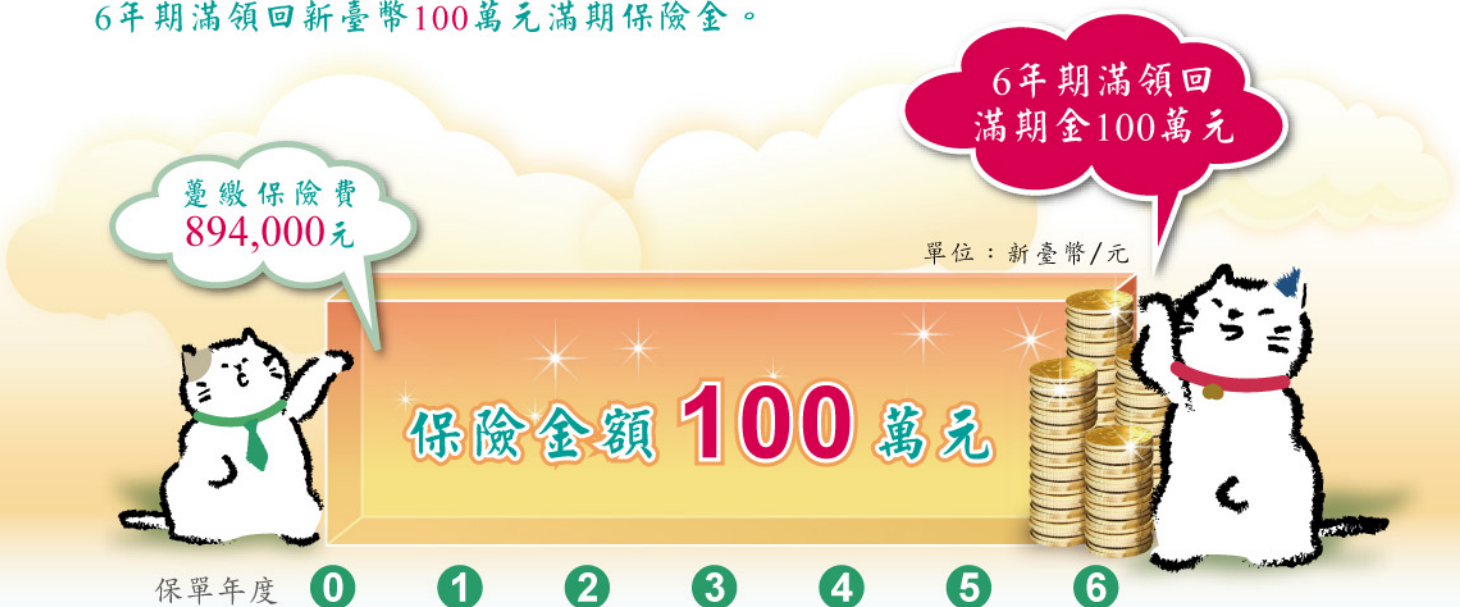 6年期滿領回新臺幣100萬元滿期保險金。
6年期滿領回
滿期金100萬元
躉繳保險費
894,000元
單位：新臺幣/元
保險金額 100 萬元
保單年度 0 1 2 3 4 5 6